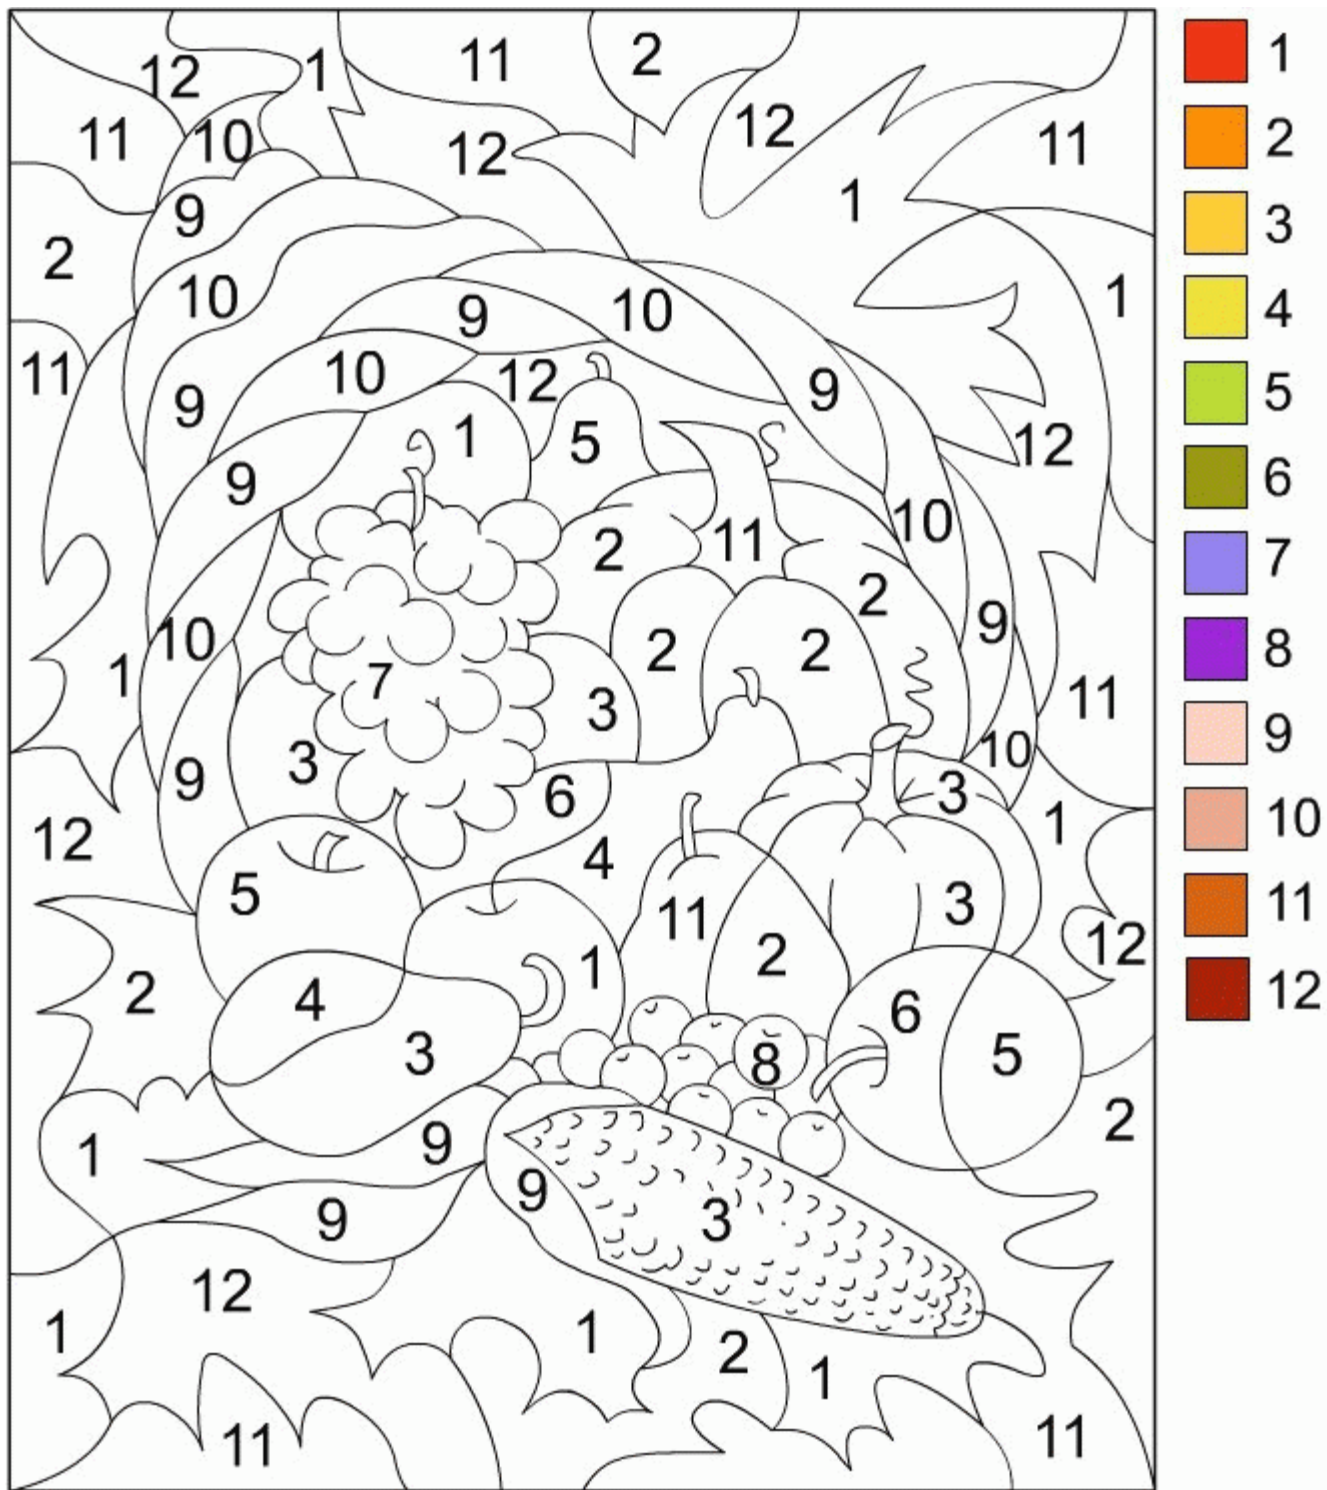 12 1 11 2 1
11 10 12 12 11 2
9 1 3
2 10 9 10 1 4
11 10 12 9 5
9 1 5 12
9 10 6
11 2 7
10 2 9
1 7 2 2 8
3 11
3 9 6 3 10 9
12 4 1 10
5 11 3 11
2 4 1 2 12 12
3 8 6 5
1 9 2
9 9 3
12
1 1 2 1
11 11